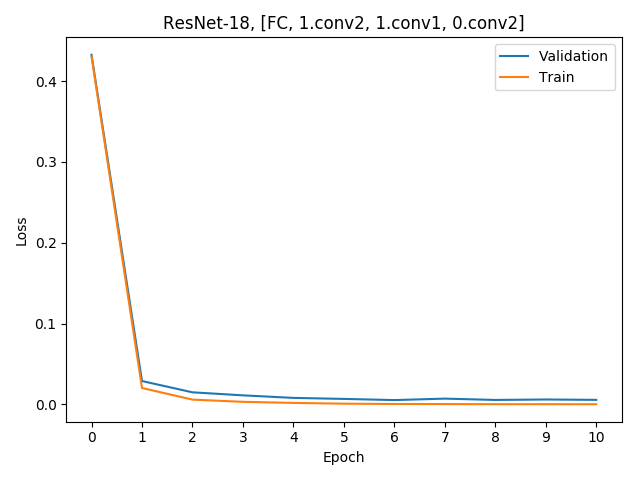 ResNet-18, [FC, 1.conv2, 1.conv1, 0.conv2]
Validation
Train
Loss
0.4
0.3
0.2
0.1
0.0
0 1 2 3 4 5 6 7 8 9 10
Epoch